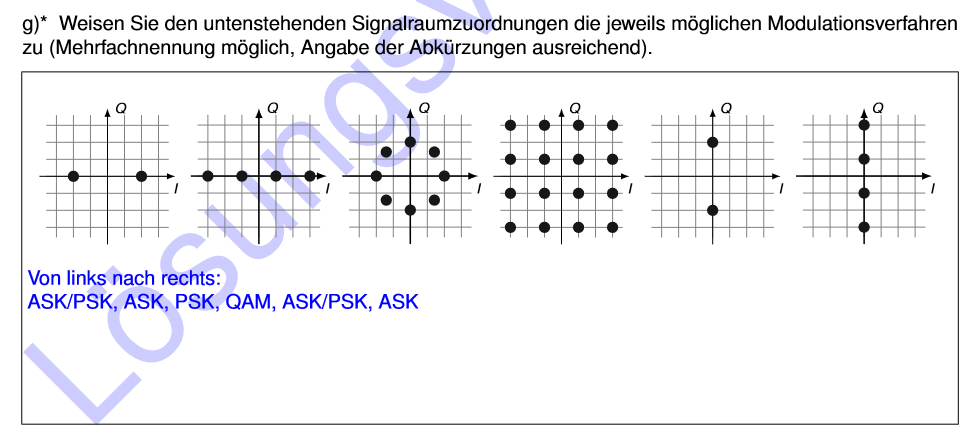 g)* Weisen Sie den untenstehenden Signalraumzuordnungen die jeweils möglichen Modulationsverfahren
zu (Mehrfachnennung möglich, Angabe der Abkürzungen ausreichend).
Q Q Q Q Q Q
I I I I I I
Von links nach rechts:
ASK/PSK, ASK, PSK, QAM, ASK/PSK, ASK
Lösungsv